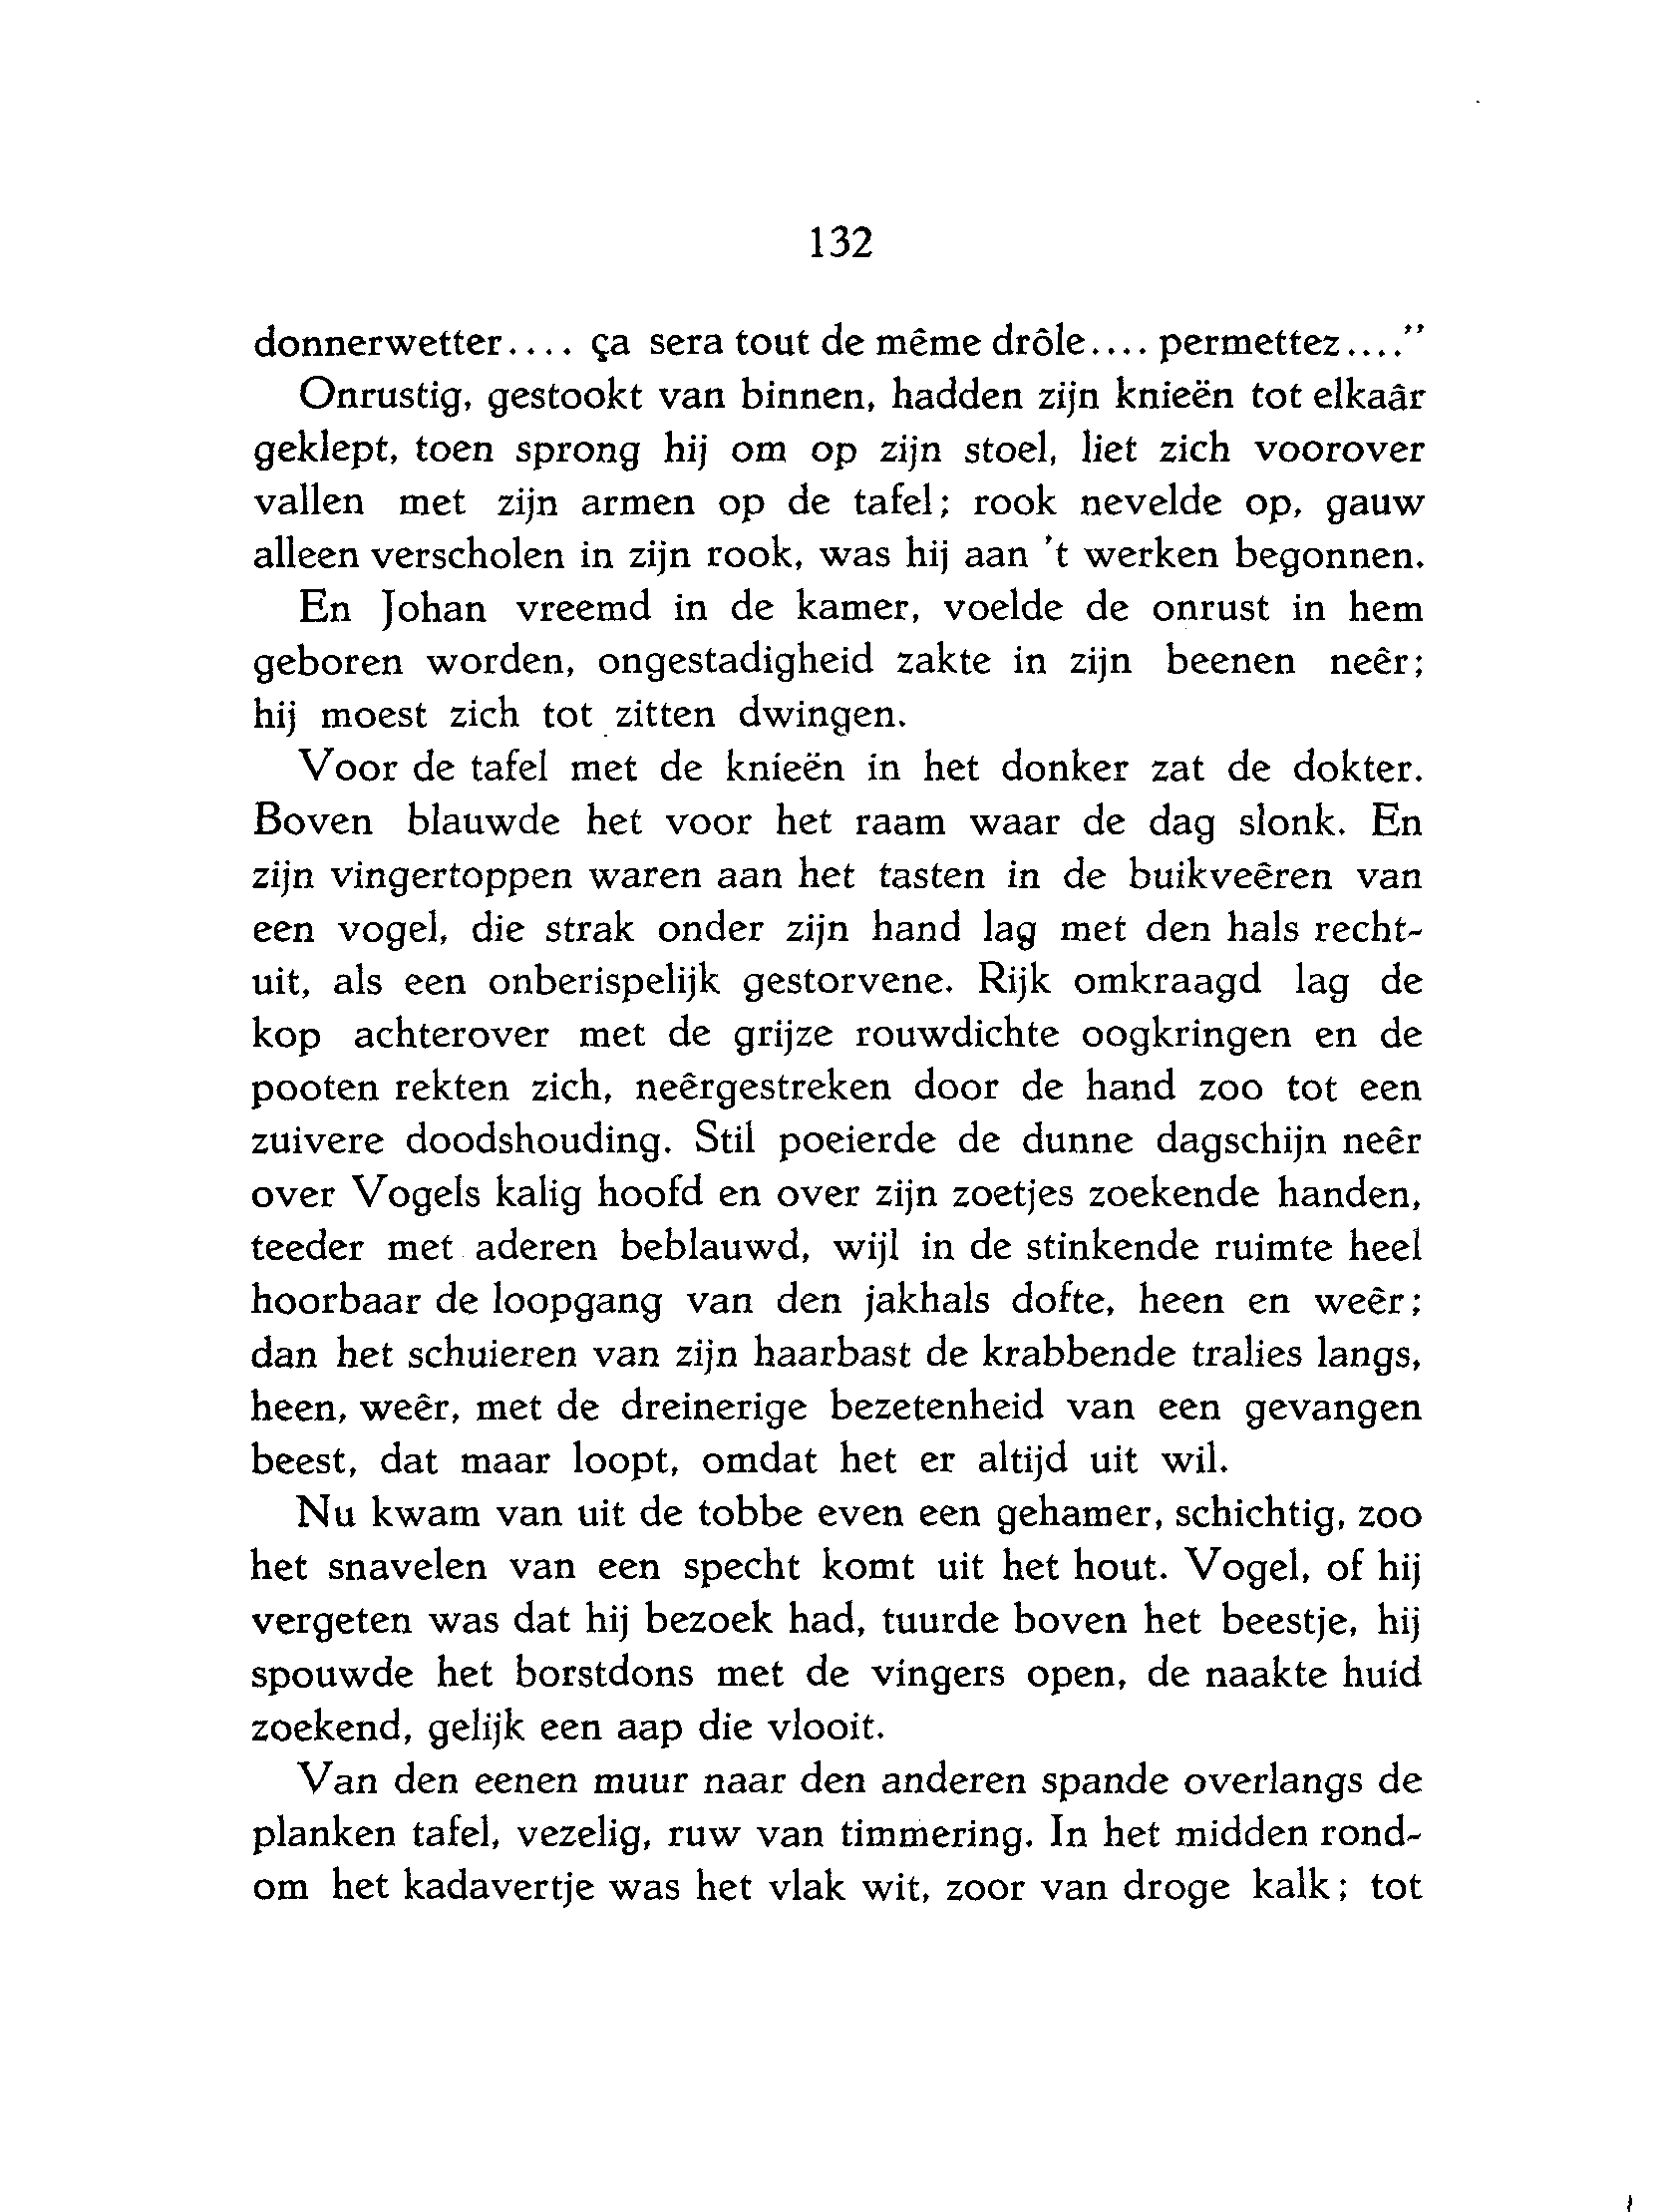 132
donnerwetter.... ça sera tout de même drôle.... permettez...."
Onrustig, gestookt van binnen, hadden zijn knieën tot elkaâr
geklept, toen sprong hij om op zijn stoel, liet zich voorover
vallen met zijn armen op de tafel; rook nevelde op, gauw
alleen verscholen in zijn rook, was hij aan 't werken begonnen.
En Johan vreemd in de kamer, voelde de onrust in hem
geboren worden, ongestadigheid zakte in zijn beenen neêr;
hij moest zich tot zitten dwingen.
Voor de tafel met de knieën in het donker zat de dokter.
Boven blauwde het voor het raam waar de dag slonk. En
zijn vingertoppen waren aan het tasten in de buikveêren van
een vogel, die strak onder zijn hand lag met den hals recht-
uit, als een onberispelijk gestorvene. Rijk omkraagd lag de
kop achterover met de grijze rouwdichte oogkringen en de
pooten rekten zich, neêrgestreken door de hand zoo tot een
zuivere doodshouding. Stil poeierde de dunne dagschijn neêr
over Vogels kalig hoofd en over zijn zoetjes zoekende handen,
teeder met aderen beblauwd, wijl in de stinkende ruimte heel
hoorbaar de loopgang van den jakhals dofte, heen en weêr;
dan het schuieren van zijn haarbast de krabbende tralies langs,
heen, weêr, met de dreinerige bezetenheid van een gevangen
beest, dat maar loopt, omdat het er altijd uit wil.
Nu kwam van uit de tobbe even een gehamer, schichtig, zoo
het snavelen van een specht komt uit het hout. Vogel, of hij
vergeten was dat hij bezoek had, tuurde boven het beestje, hij
spouwde het borstdons met de vingers open, de naakte huid
zoekend, gelijk een aap die vlooit.
Van den eenen muur naar den anderen spande overlangs de
planken tafel, vezelig, ruw van timmering. In het midden rond-
om het kadavertje was het vlak wit, zoor van droge kalk; tot